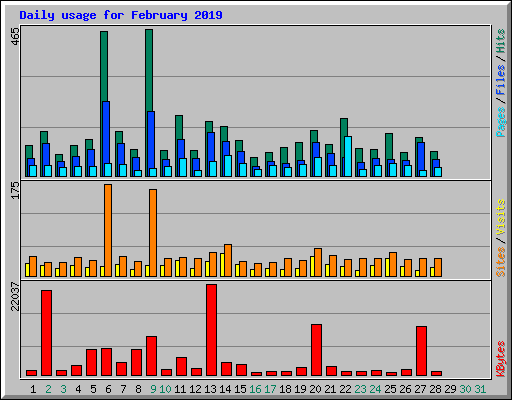 Daily usage for February 2019
465
Pages / Files / Hits
175
Sites / Visits
22037
KBytes
1 2 3 4 5 6 7 8 9 10 11 12 13 14 15 16 17 18 19 20 21 22 23 24 25 26 27 28 29 30 31